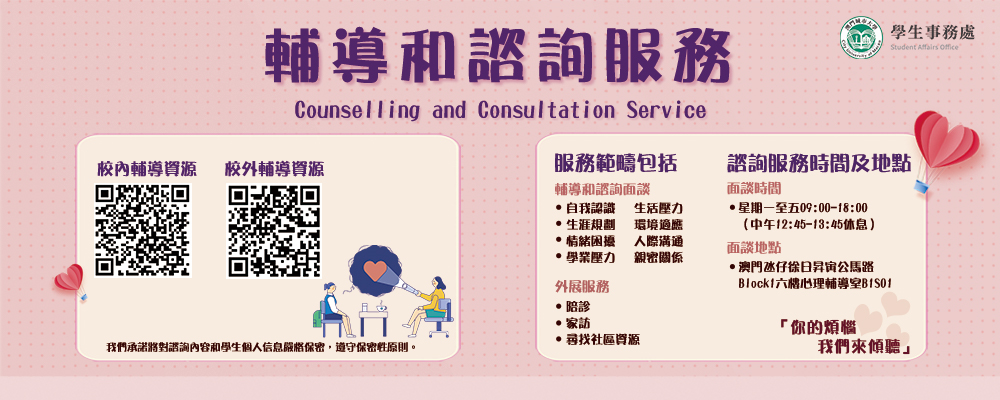 澳門城市大學
City University of Macau
學生事務處
Student Affairs Office
輔導和諮詢服務
Counselling and Consultation Service
校內輔導資源 校外輔導資源
我們承諾將對諮詢內容和學生個人信息嚴格保密，遵守保密性原則。
服務範疇包括
輔導和諮詢面談
• 自我認識 生活壓力
• 生涯規劃 環境適應
• 情緒困擾 人際溝通
• 學業壓力 親密關係
外展服務
• 陪診
• 家訪
• 尋找社區資源
諮詢服務時間及地點
面談時間
• 星期一至五09:00-18:00
（中午12:45-13:45休息）
面談地點
• 澳門氹仔徐日昇寅公馬路
Block1六樓心理輔導室B1S01
「你的煩惱
我們來傾聽」